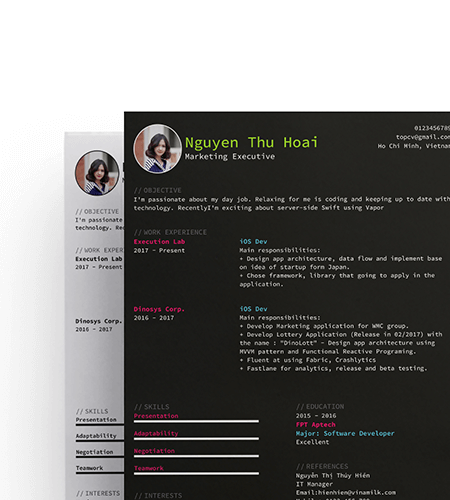 Nguyen Thu Hoai
Marketing Executive
0123456789
topcv@gmail.com
Ho Chi Minh, Vietnam
//OBJECTIVE
I'm passionate about my day job. Relaxing for me is coding and keeping up to date with
technology. RecentlyI'm exciting about server-side Swift using Vapor
//WORK EXPERIENCE
Execution Lab
2017 - Present
iOS Dev
Main responsibilities:
+ Design app architecture, data flow and implement base
on idea of startup form Japan.
+ Chose framework, library that going to apply in the
application.
Dinosys Corp.
2016 - 2017
iOS Dev
Main responsibilities:
+ Develop Marketing application for WMC group.
+ Develop Lottery Application (Release in 02/2017) with
the name : "DinoLott" - Design app architecture using
MVVM pattern and Functional Reactive Programing.
+ Fluent at using Fabric, Crashlytics
+ Fastlane for analytics, release and beta testing.
//SKILLS
Presentation
Adaptability
Negotiation
Teamwork
//INTERESTS
//EDUCATION
2015 - 2016
FPT Aptech
Major: Software Developer
Excellent
//REFERENCES
Nguyễn Thị Thúy Hiền
IT Manager
Email:hienhien@vinamilk.com
//OBJECTIVE
I'm passionate
technology. Rec
//WORK EXPER
Execution Lab
2017 - Present
Dinosys Corp.
2016 - 2017
//SKILLS
Presentation
Adaptability
Negotiation
Teamwork
//INTERESTS